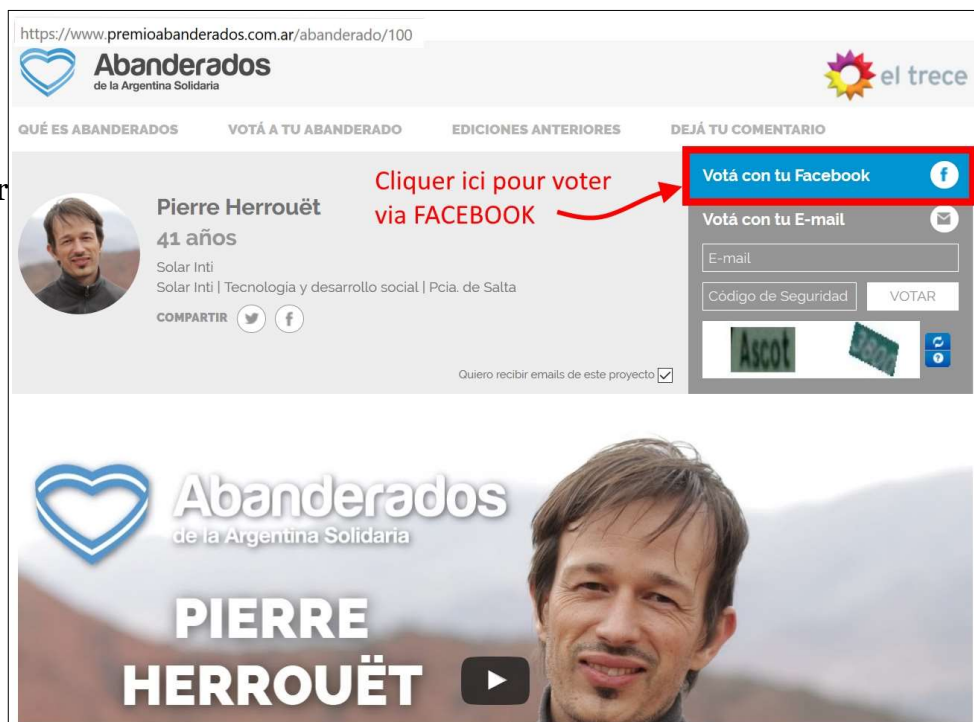 https://www.premioabanderados.com.ar/abanderado/100
Abanderados
de la Argentina Solidaria
el trece
QUÉ ES ABANDERADOS VOTÁ A TU ABANDERADO EDICIONES ANTERIORES DEJÁ TU COMENTARIO
r
Cliquer ici pour voter
via FACEBOOK
Votá con tu Facebook
f
Pierre Herrouët
41 años
Solar Inti
Solar Inti | Tecnología y desarrollo social | Pcia. de Salta
COMPARTIR
f
Votá con tu E-mail
E-mail
Código de Seguridad VOTAR
Ascot 3800
?
Quiero recibir emails de este proyecto
Abanderados
de la Argentina Solidaria
PIERRE
HERROUËT